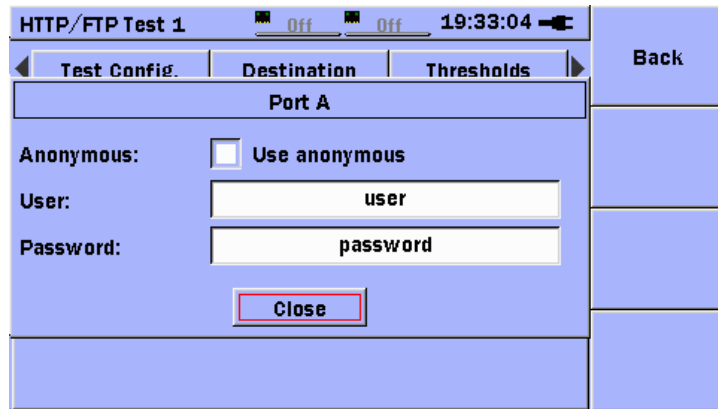 HTTP/FTP Test 1 Off Off 19:33:04
Back
Test Config. Destination Thresholds
Port A
Anonymous: Use anonymous
User: user
Password: password
Close